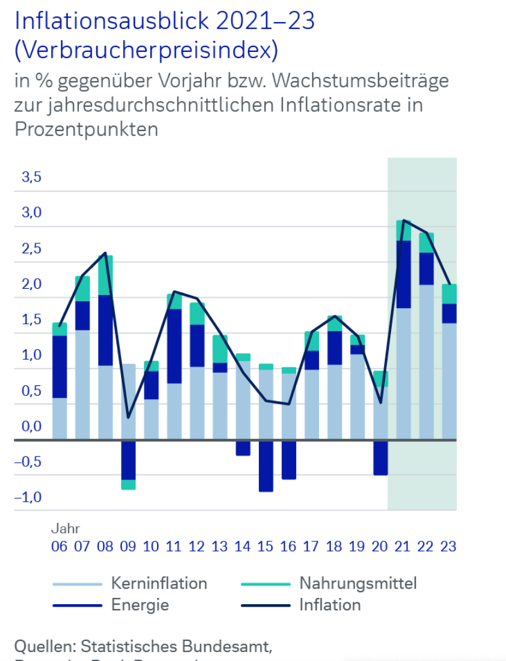 Inflationsausblick 2021–23
(Verbraucherpreisindex)
in % gegenüber Vorjahr bzw. Wachstumsbeiträge
zur jahresdurchschnittlichen Inflationsrate in
Prozentpunkten
3,5
3,0
2,5
2,0
1,5
1,0
0,5
0,0
–0,5
–1,0
Jahr
06 07 08 09 10 11 12 13 14 15 16 17 18 19 20 21 22 23
Kerninflation Nahrungsmittel
Energie Inflation
Quellen: Statistisches Bundesamt,